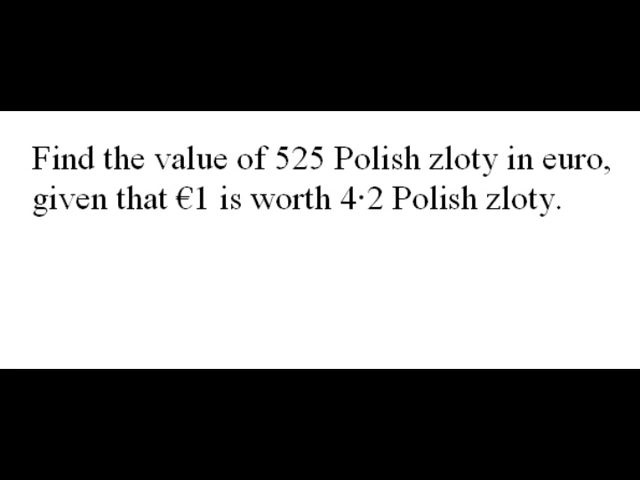 Find the value of 525 Polish zloty in euro,
given that €1 is worth 4·2 Polish zloty.